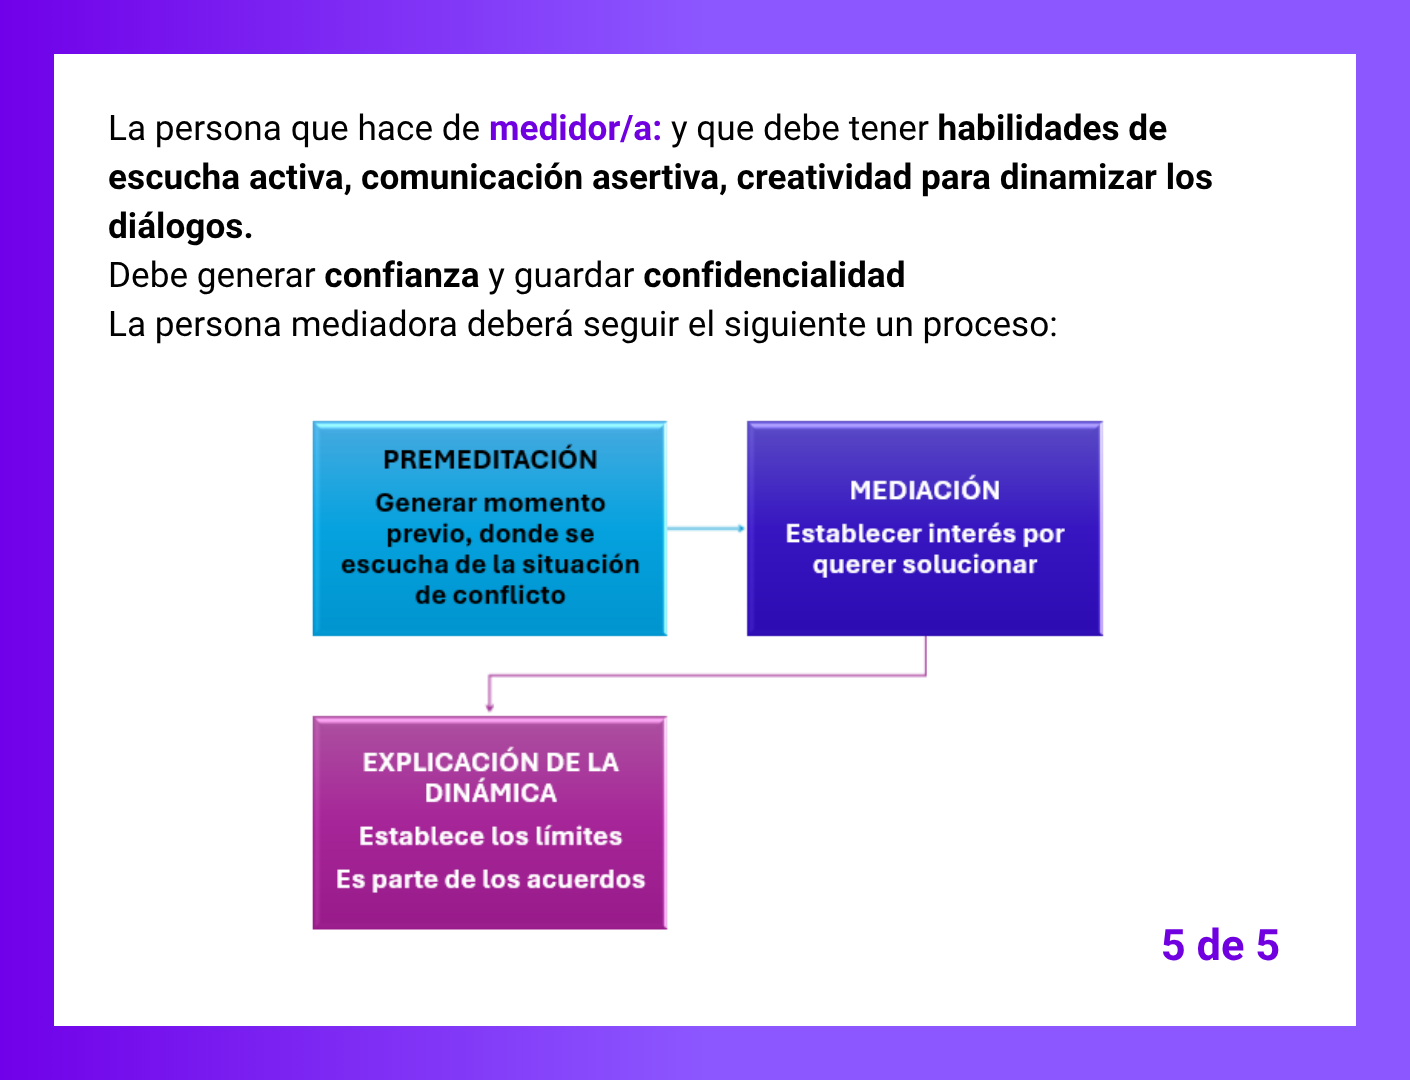 La persona que hace de medidor/a: y que debe tener habilidades de
escucha activa, comunicación asertiva, creatividad para dinamizar los
diálogos.
Debe generar confianza y guardar confidencialidad
La persona mediadora deberá seguir el siguiente un proceso:
PREMEDITACIÓN
Generar momento
previo, donde se
escucha de la situación
de conflicto
MEDIACIÓN
Establecer interés por
querer solucionar
EXPLICACIÓN DE LA
DINÁMICA
Establece los límites
Es parte de los acuerdos
5 de 5